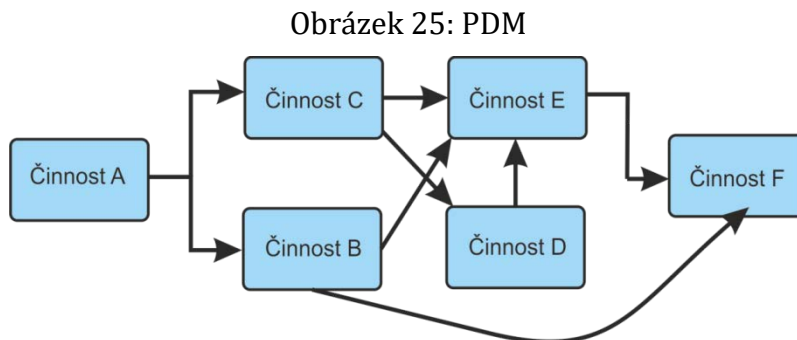 Obrázek 25: PDM
Činnost C
Činnost E
Činnost A
Činnost F
Činnost B
Činnost D